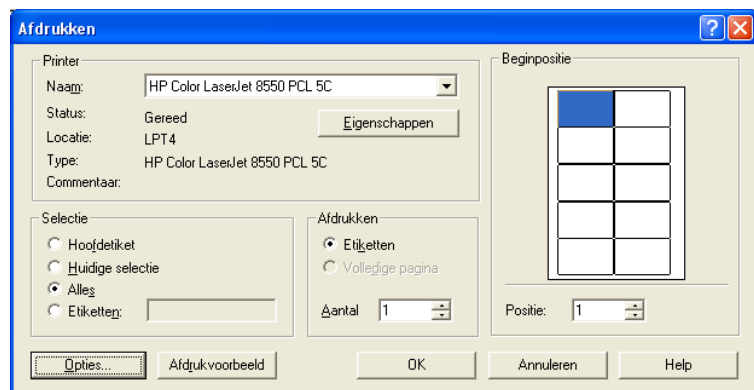 Afdrukken
Printer
Naam: HP Color LaserJet 8550 PCL 5C
Status: Gereed
Eigenschappen
Locatie: LPT4
Type: HP Color LaserJet 8550 PCL 5C
Commentaar:
Beginpositie
Positie: 1
Selectie
Hoofdetiket
Huidige selectie
Alles
Etiketten:
Afdrukken
Etiketten
Volledige pagina
Aantal 1
Opties... Afdrukvoorbeeld OK Annuleren Help